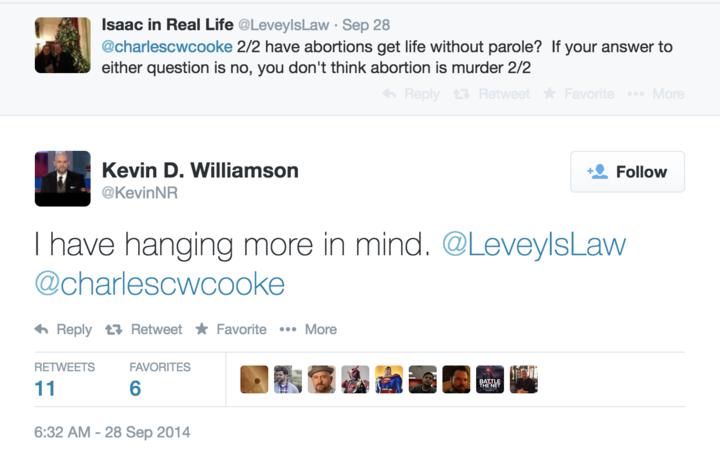 Isaac in Real Life @LeveyIsLaw · Sep 28
@charlescwcooke 2/2 have abortions get life without parole? If your answer to
either question is no, you don't think abortion is murder 2/2
Reply Retweet Favorite More
Kevin D. Williamson
@KevinNR
Follow
I have hanging more in mind. @LeveyIsLaw
@charlescwcooke
Reply Retweet Favorite More
RETWEETS FAVORITES
11 6
BATTLE
THE NET
6:32 AM - 28 Sep 2014